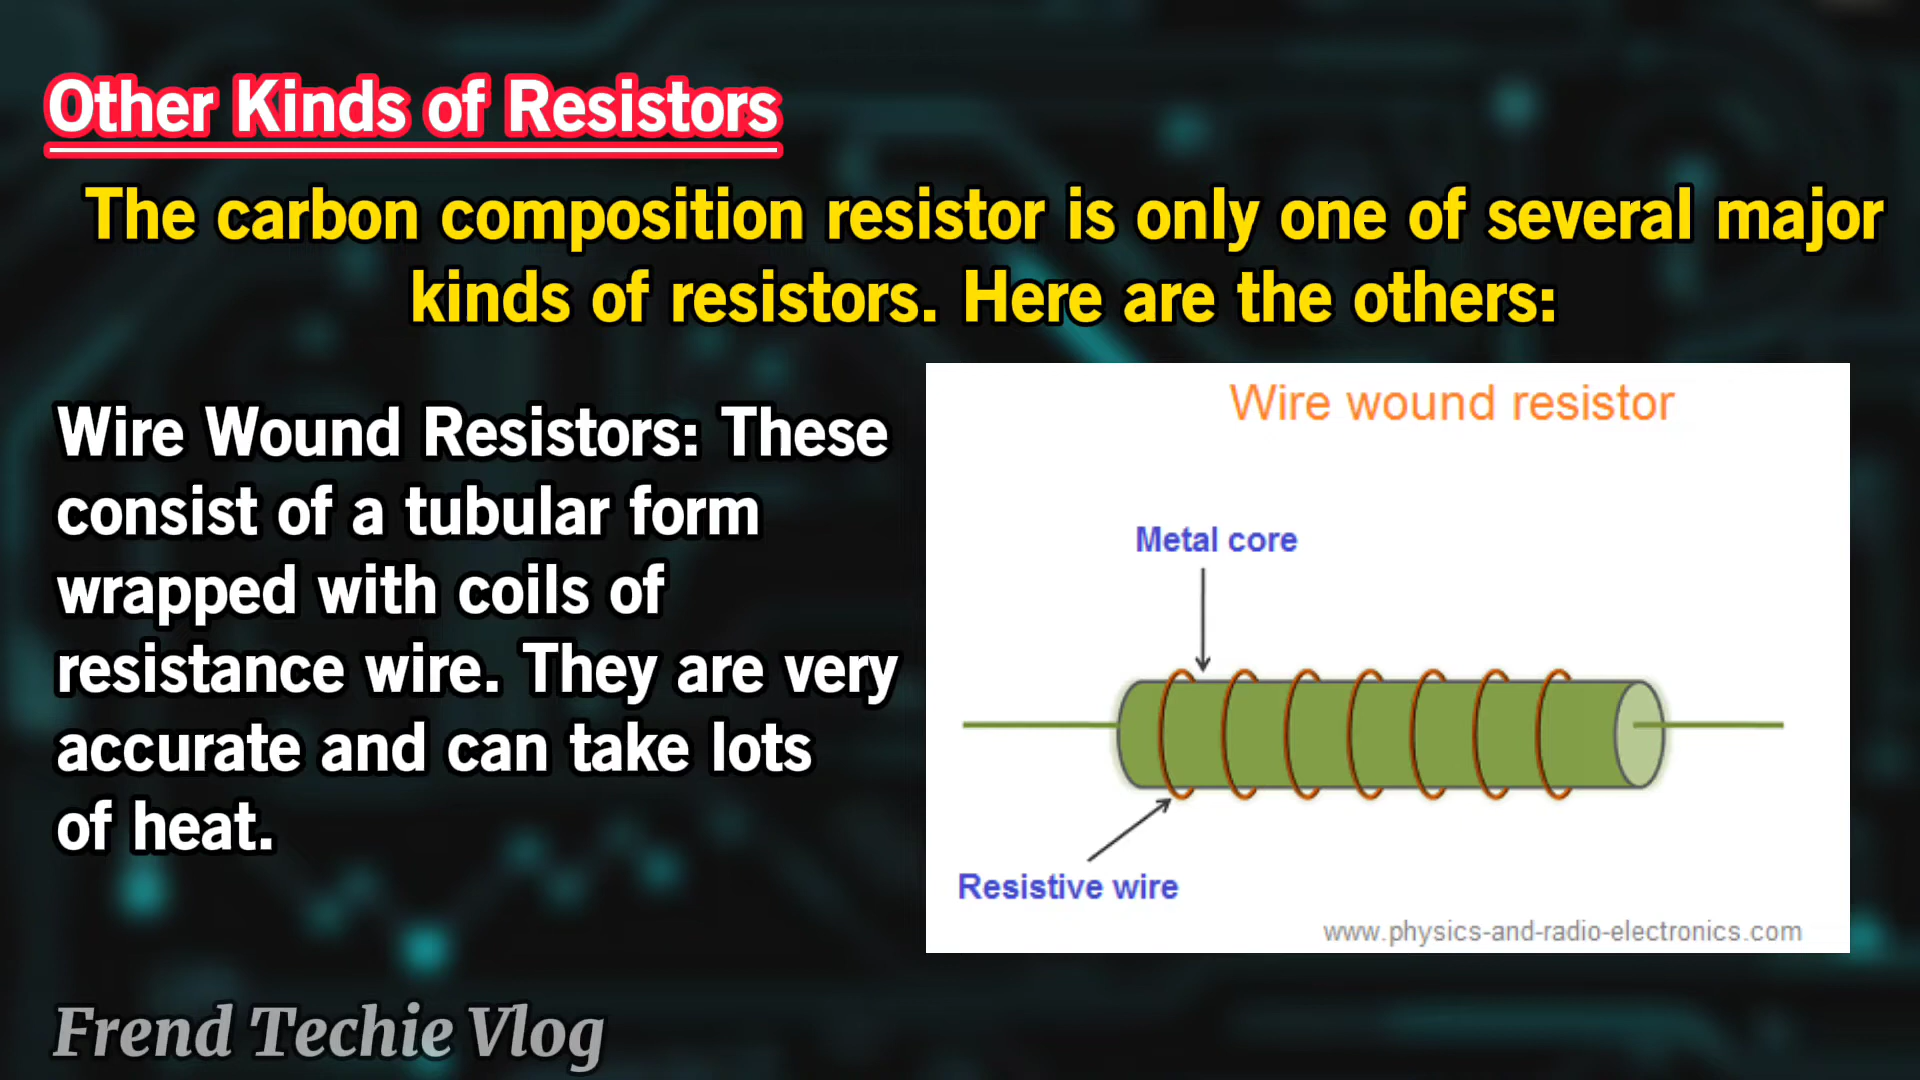 Other Kinds of Resistors
The carbon composition resistor is only one of several major
kinds of resistors. Here are the others:
Wire Wound Resistors: These
consist of a tubular form
wrapped with coils of
resistance wire. They are very
accurate and can take lots
of heat.
Wire wound resistor
Metal core
Resistive wire
www.physics-and-radio-electronics.com
Frend Techie Vlog